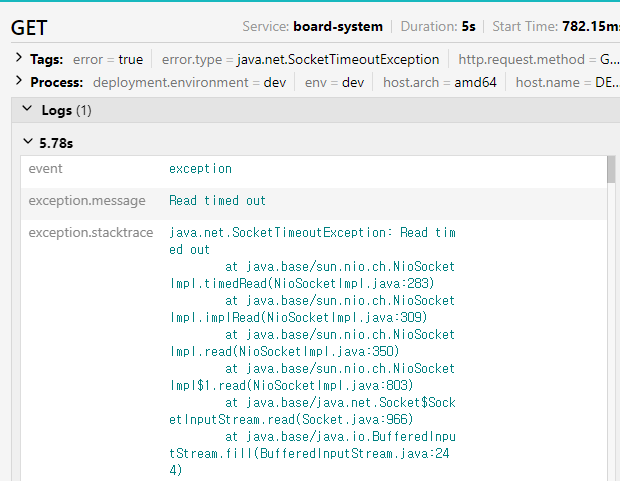 GET
Service: board-system Duration: 5s Start Time: 782.15ms
Tags: error = true error.type = java.net.SocketTimeoutException http.request.method = G...
Process: deployment.environment = dev env = dev host.arch = amd64 host.name = DE...
Logs (1)
5.78s
event exception
exception.message Read timed out
exception.stacktrace java.net.SocketTimeoutException: Read tim
ed out
at java.base/sun.nio.ch.NioSocket
Impl.timedRead(NioSocketImpl.java:283)
at java.base/sun.nio.ch.NioSocket
Impl.implRead(NioSocketImpl.java:309)
at java.base/sun.nio.ch.NioSocket
Impl.read(NioSocketImpl.java:350)
at java.base/sun.nio.ch.NioSocket
Impl$1.read(NioSocketImpl.java:803)
at java.base/java.net.Socket$Sock
etInputStream.read(Socket.java:966)
at java.base/java.io.BufferedInpu
tStream.fill(BufferedInputStream.java:24
4)